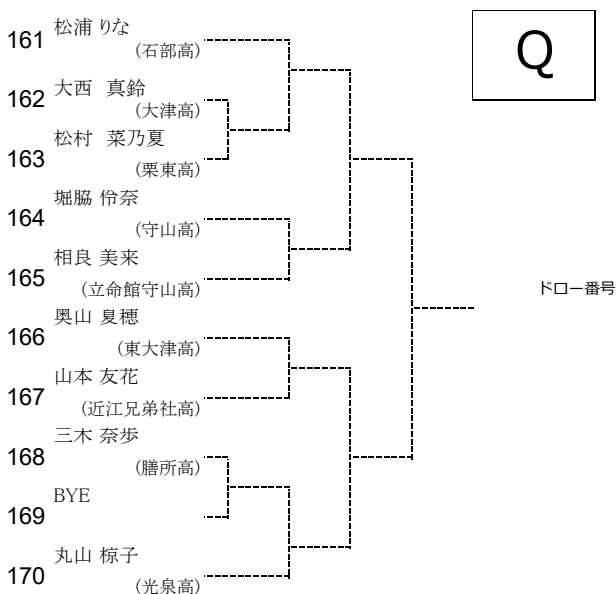 Q
161 松浦 りな
(石部高)
162 大西 真鈴
(大津高)
163 松村 菜乃夏
(栗東高)
164 堀脇 伶奈
(守山高)
165 相良 美来
(立命館守山高)
ドロー番号
166 奥山 夏穂
(東大津高)
167 山本 友花
(近江兄弟社高)
168 三木 奈歩
(膳所高)
169 BYE
170 丸山 椋子
(光泉高)